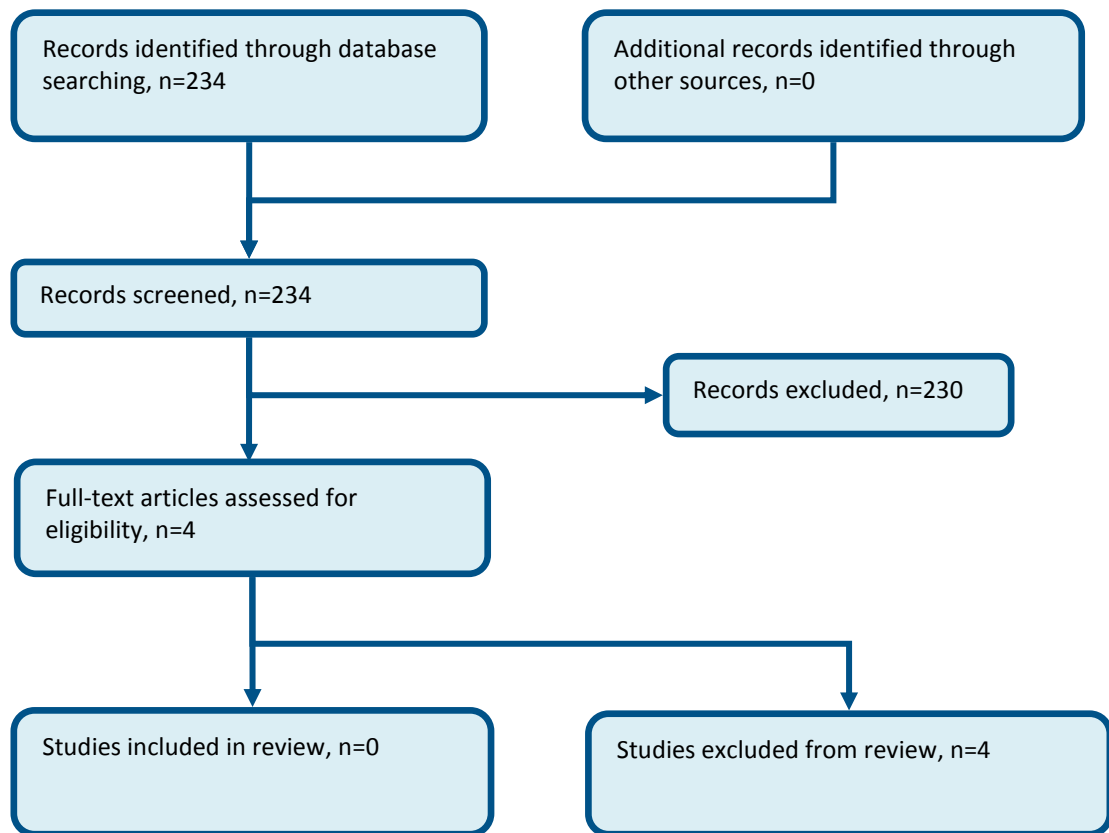 Records identified through database
searching, n=234
Additional records identified through
other sources, n=0
Records screened, n=234
Records excluded, n=230
Full-text articles assessed for
eligibility, n=4
Studies included in review, n=0
Studies excluded from review, n=4